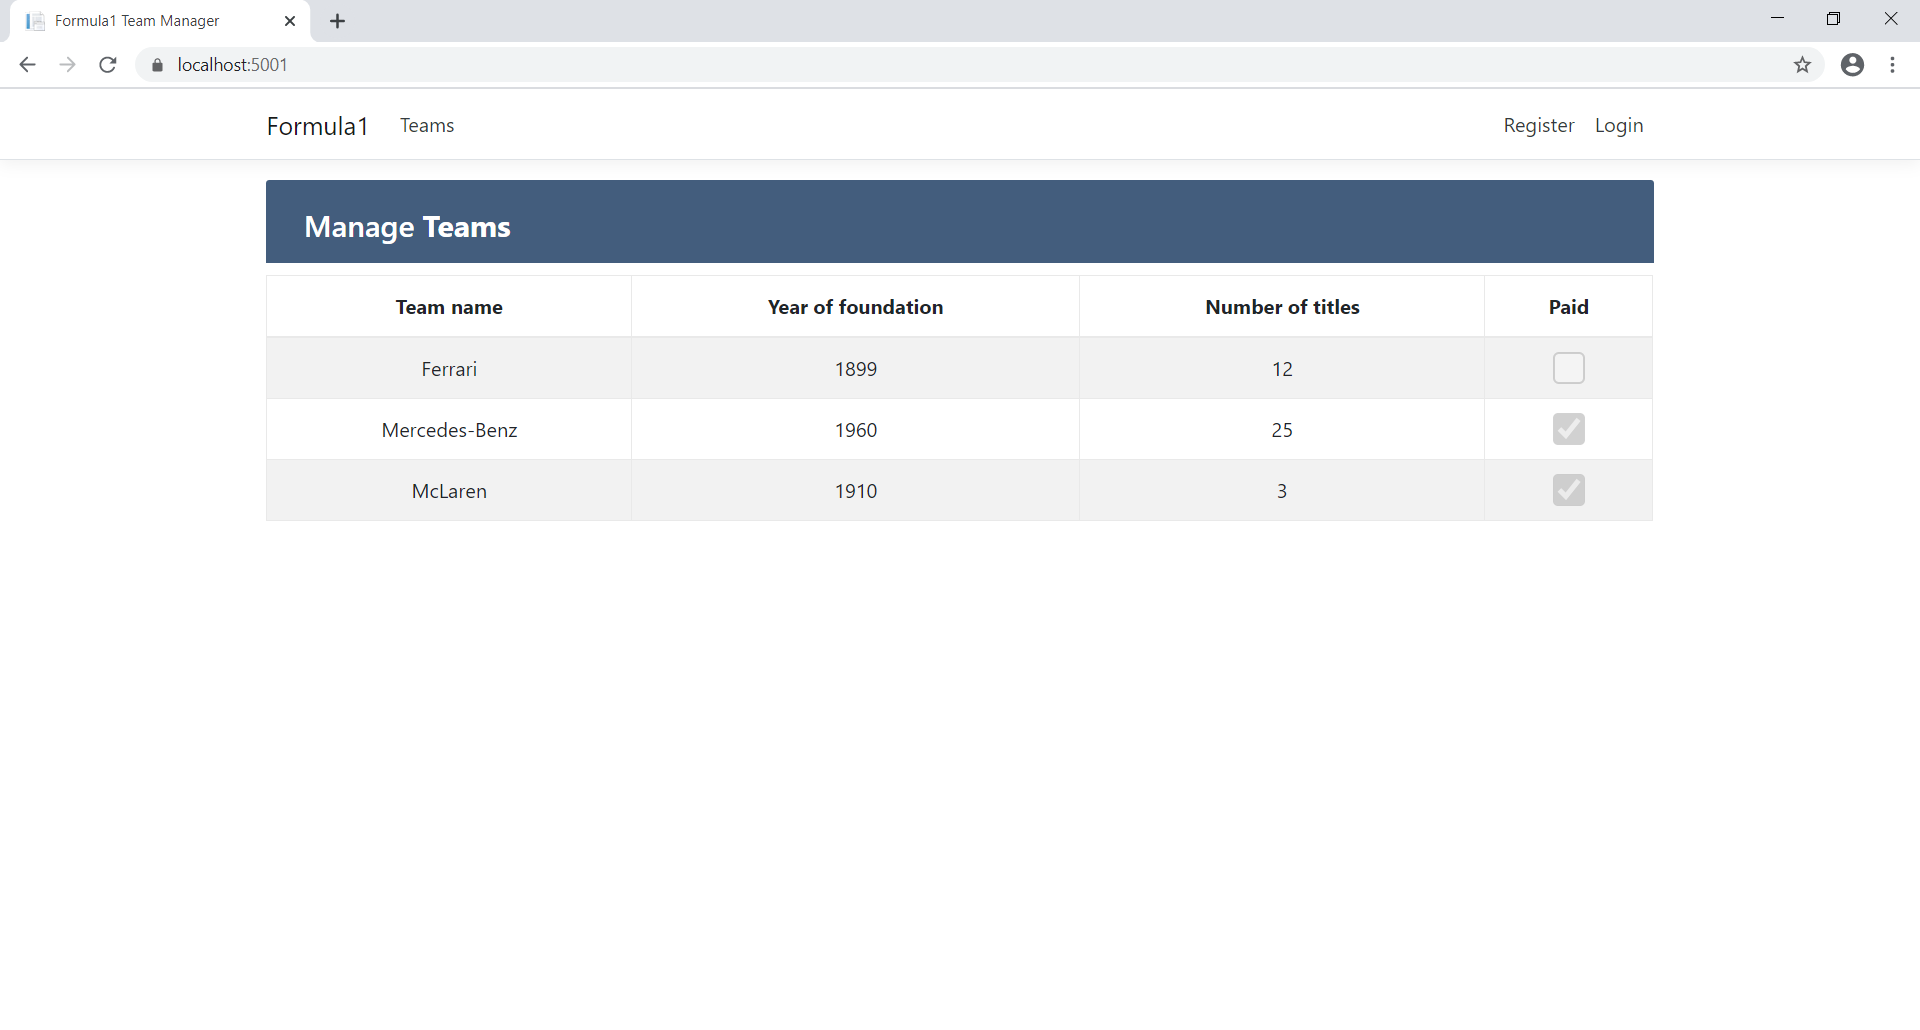 Formula1 Team Manager
localhost:5001
Formula1 Teams Register Login
Manage Teams
Team name Year of foundation Number of titles Paid
Ferrari 1899 12
Mercedes-Benz 1960 25
McLaren 1910 3